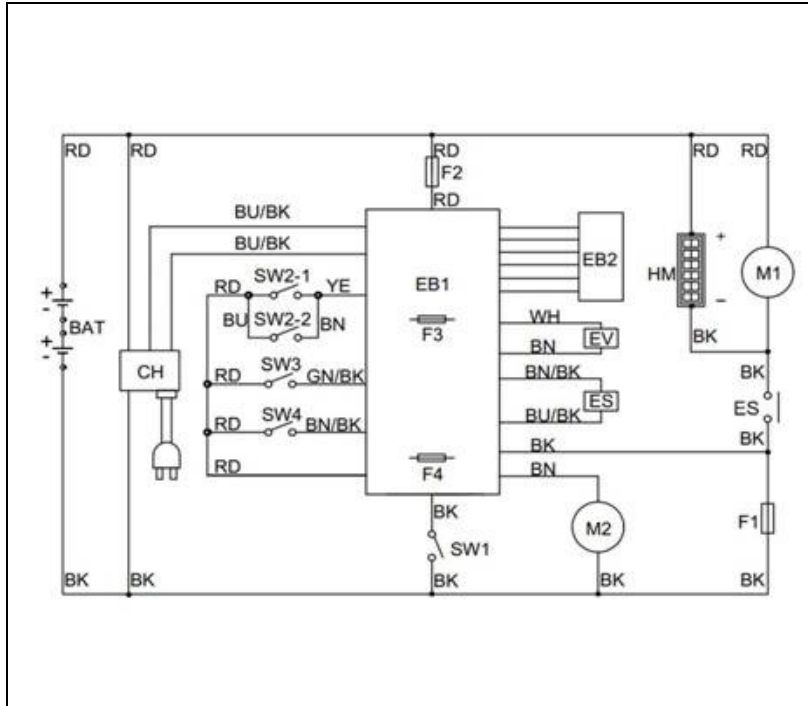 RD RD RD RD RD
F2
RD
BU/BK
BU/BK
EB2
RD SW2-1 YE
EB1
HM
+
M1
BU SW2-2 BN
F3
WH
EV
+
-
BAT
+
-
−
BN
BK
CH
RD SW3 GN/BK
BN/BK
BK
ES
ES
RD SW4 BN/BK
BU/BK
BK
BK
RD
F4
BN
BK
M2
F1
SW1
BK BK BK BK BK